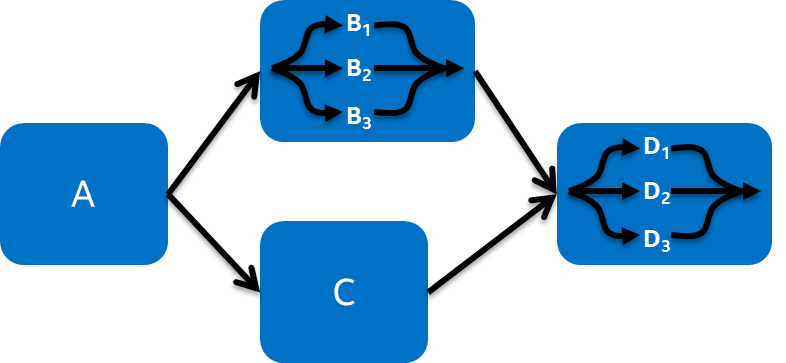 A
B₁
B₂
B₃
C
D₁
D₂
D₃